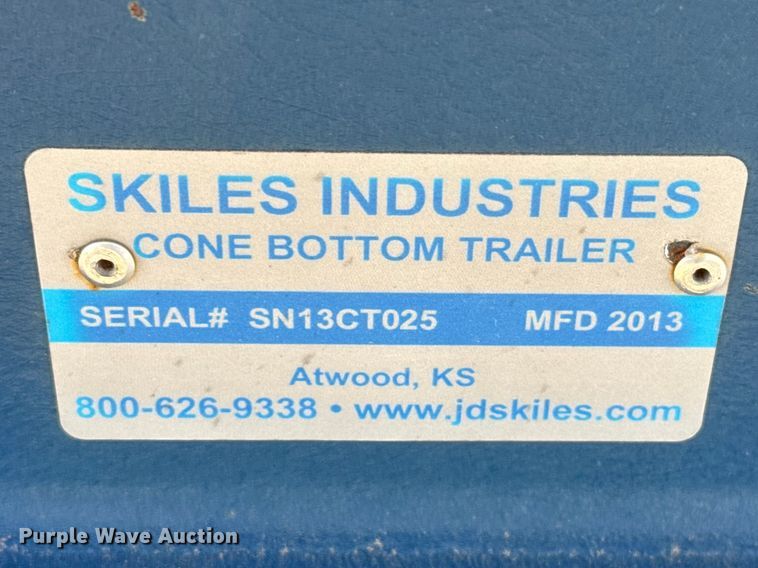 SKILES INDUSTRIES
CONE BOTTOM TRAILER
SERIAL# SN13CT025 MFD 2013
Atwood, KS
800-626-9338 • www.jdskiles.com
Purple Wave Auction